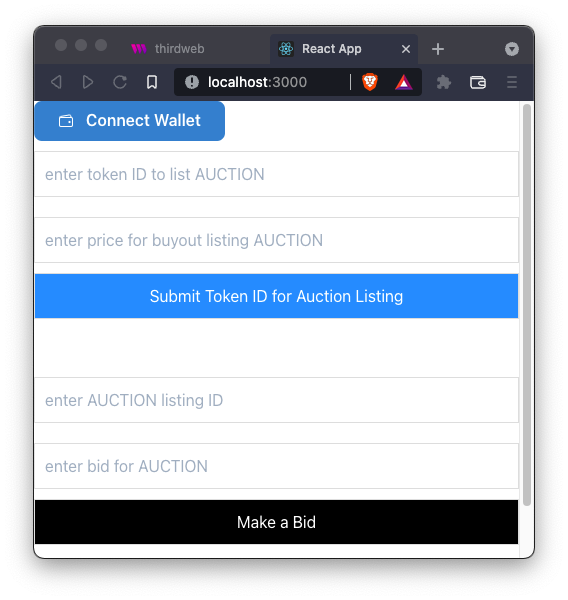 thirdweb
React App
localhost:3000
Connect Wallet
enter token ID to list AUCTION
enter price for buyout listing AUCTION
Submit Token ID for Auction Listing
enter AUCTION listing ID
enter bid for AUCTION
Make a Bid